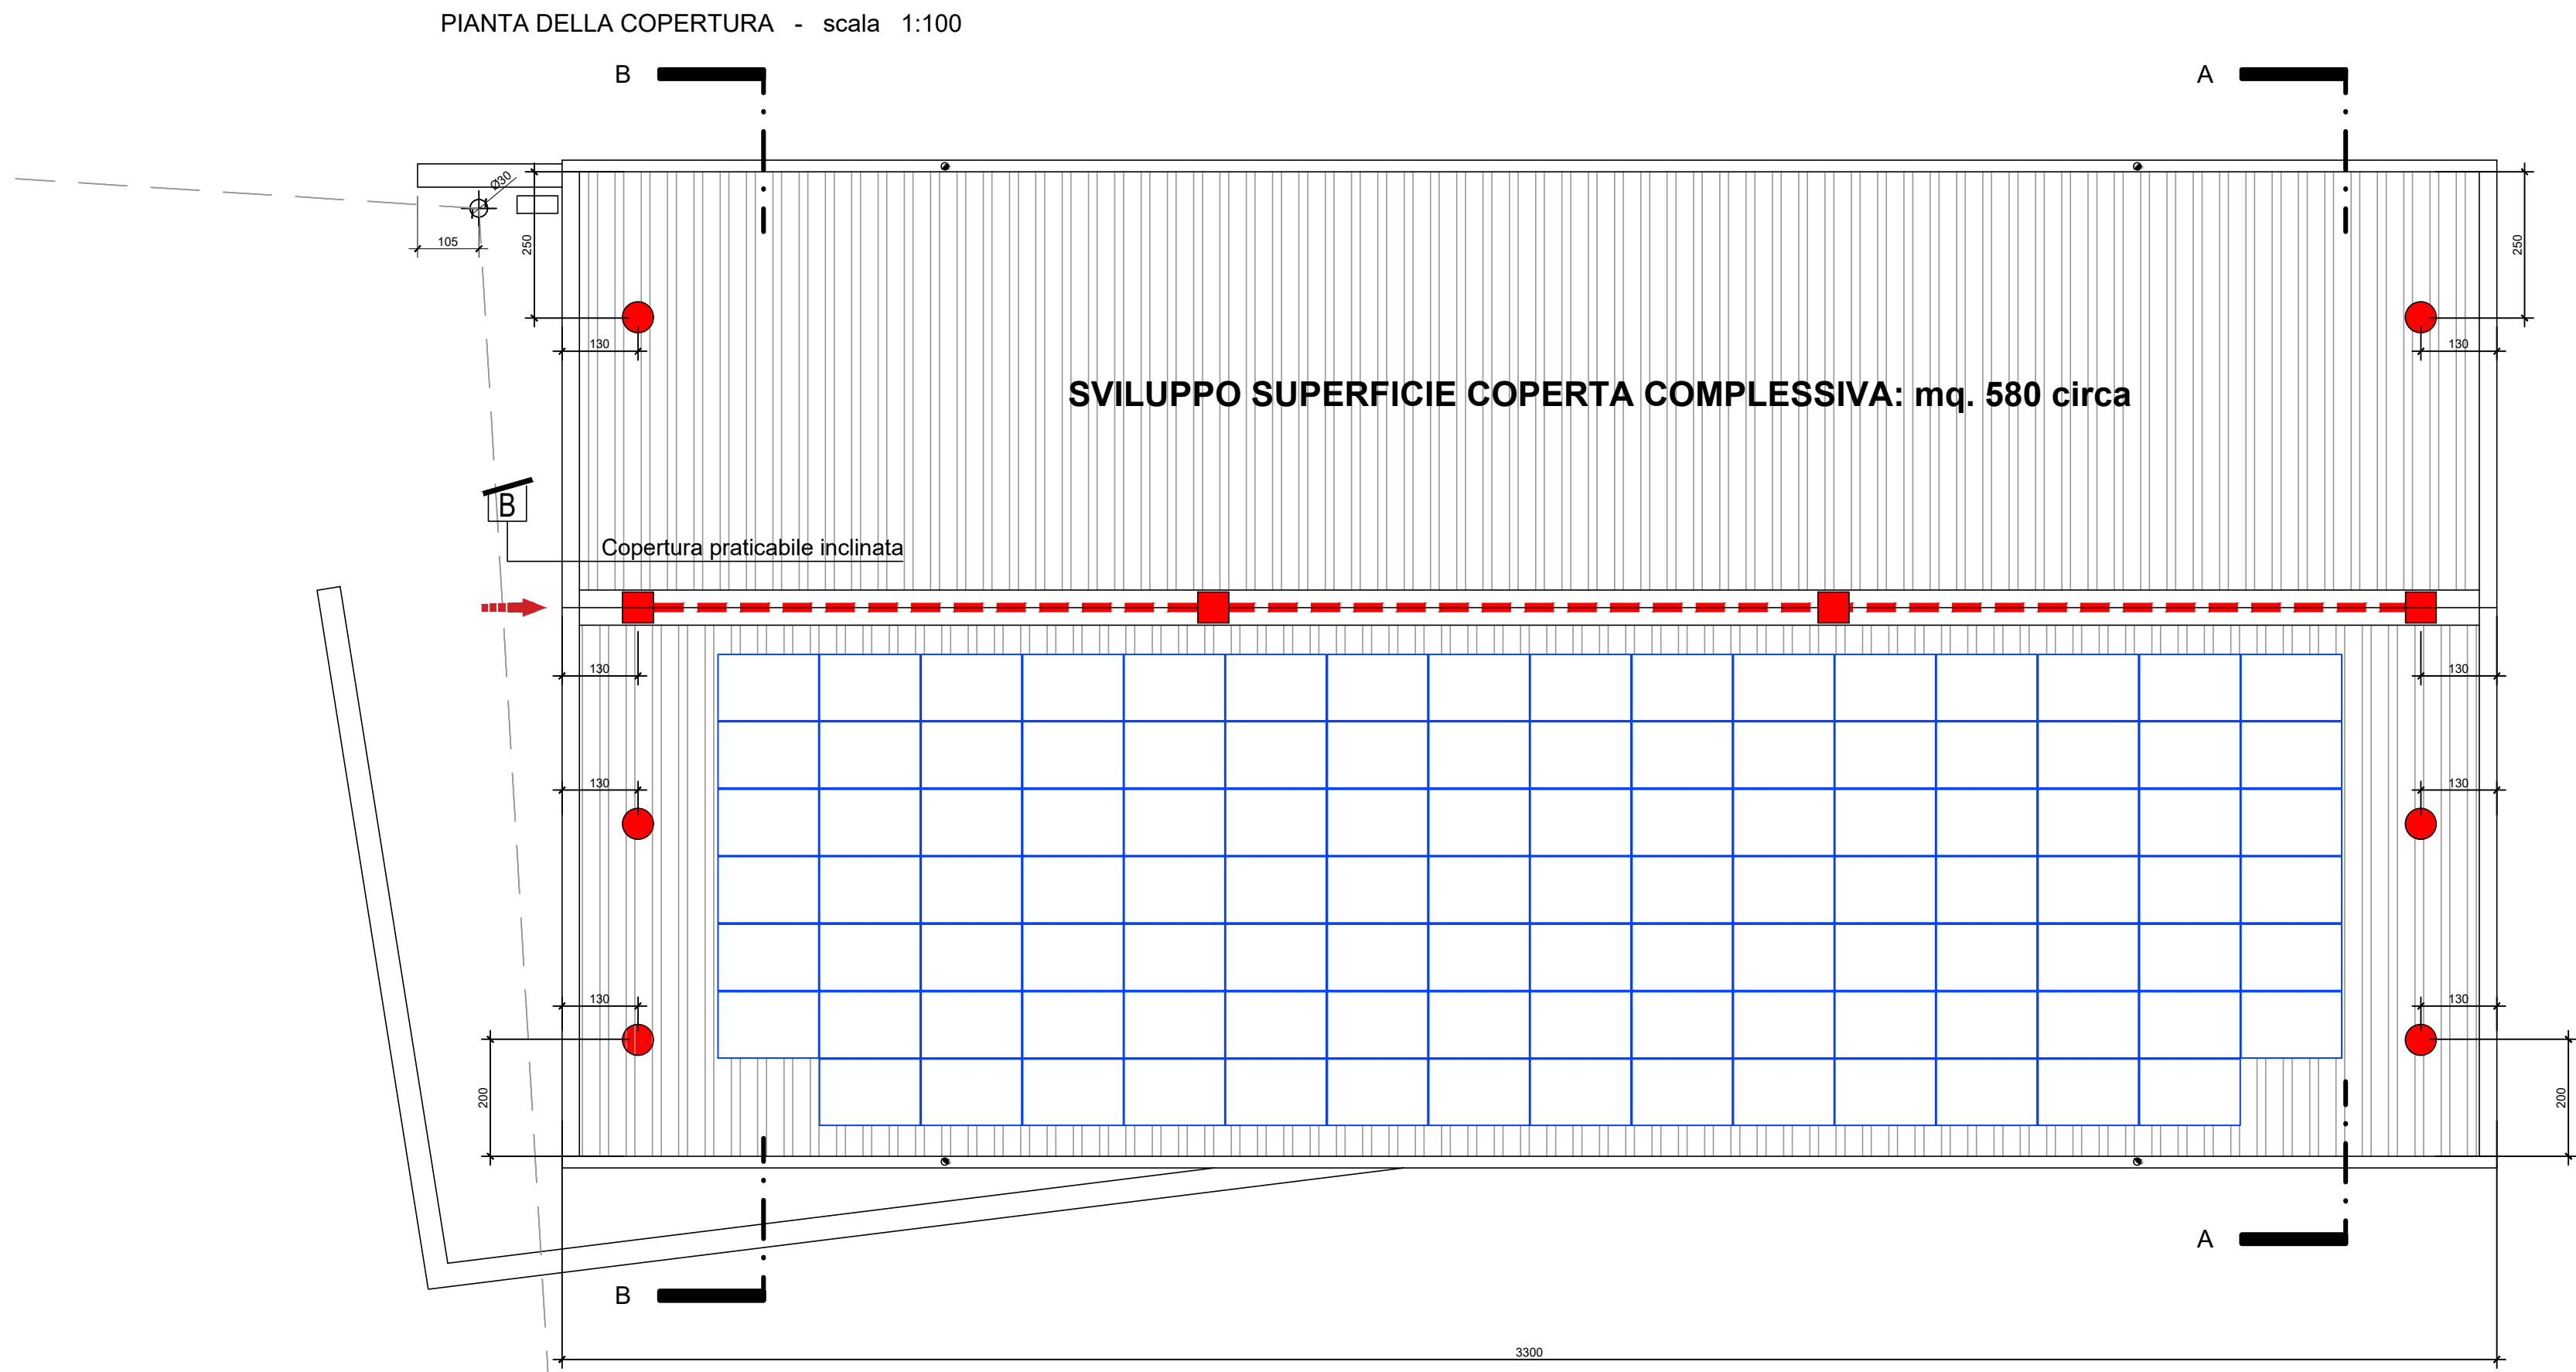 PIANTA DELLA COPERTURA - scala 1:100
B
A
Ø30
105
250
250
130
130
SVILUPPO SUPERFICIE COPERTA COMPLESSIVA: mq. 580 circa
B
Copertura praticabile inclinata
130
130
130
130
130
130
200
200
A
B
3300